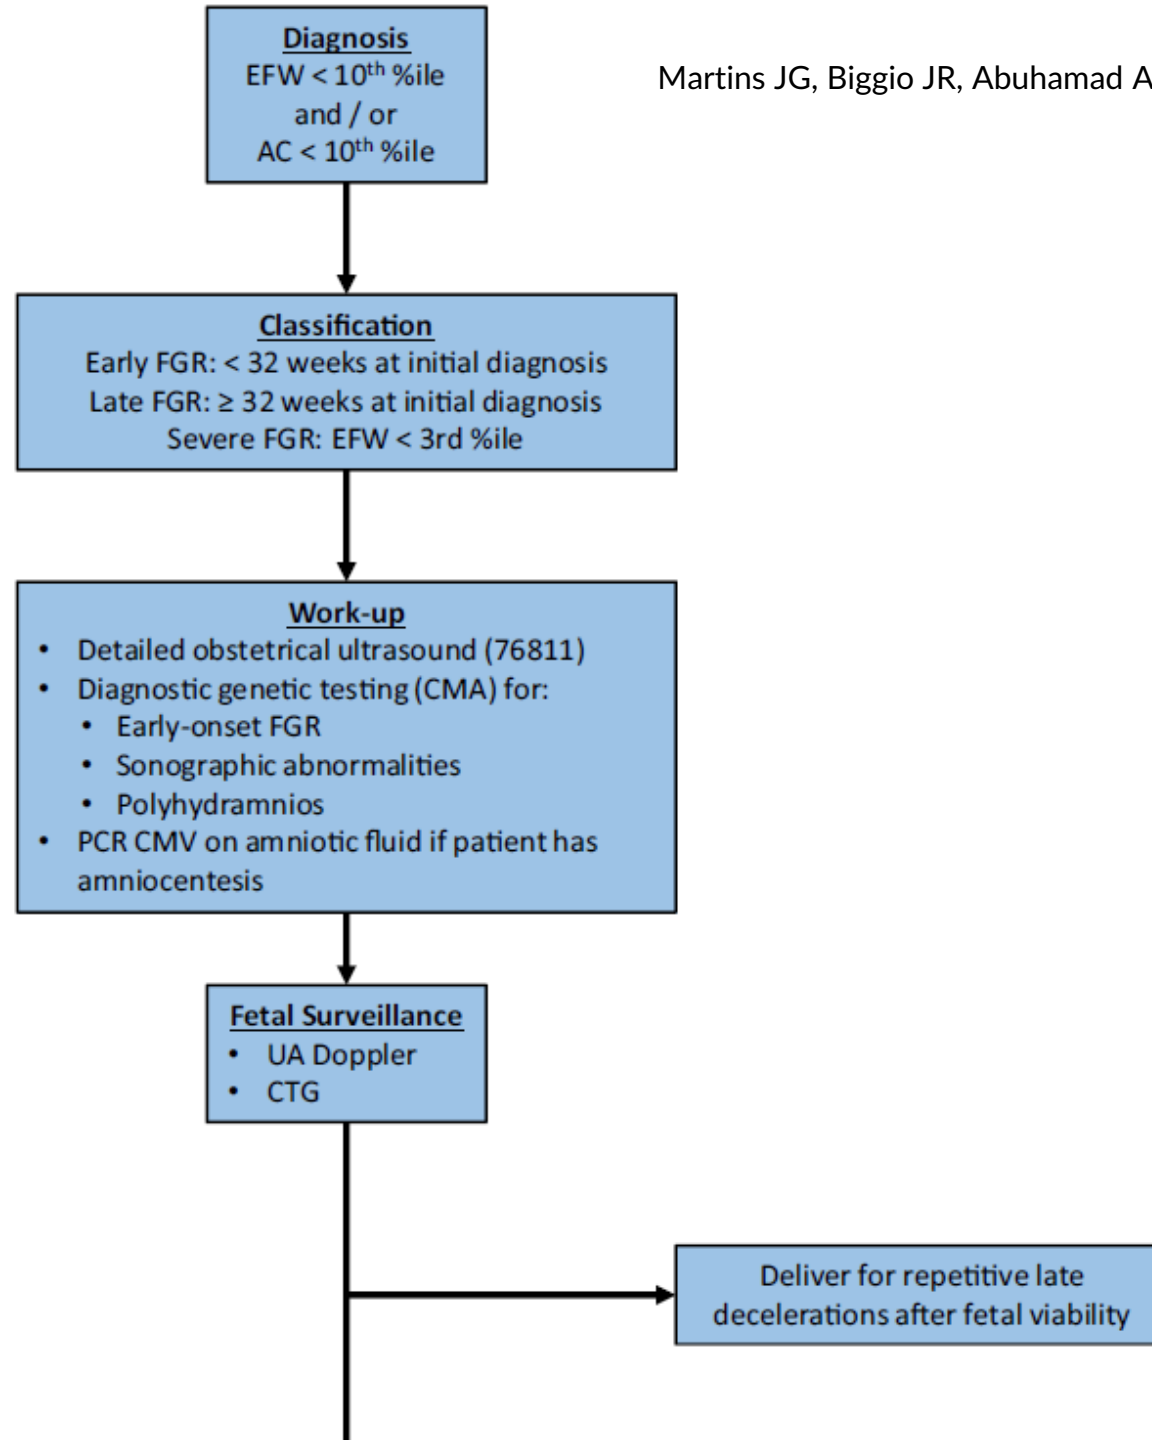 Diagnosis
EFW < 10th %ile
and / or
AC < 10th %ile
Martins JG, Biggio JR, Abuhamad A
Classification
Early FGR: < 32 weeks at initial diagnosis
Late FGR: ≥ 32 weeks at initial diagnosis
Severe FGR: EFW < 3rd %ile
Work-up
• Detailed obstetrical ultrasound (76811)
• Diagnostic genetic testing (CMA) for:
• Early-onset FGR
• Sonographic abnormalities
• Polyhydramnios
• PCR CMV on amniotic fluid if patient has
amniocentesis
Fetal Surveillance
• UA Doppler
• CTG
Deliver for repetitive late
decelerations after fetal viability